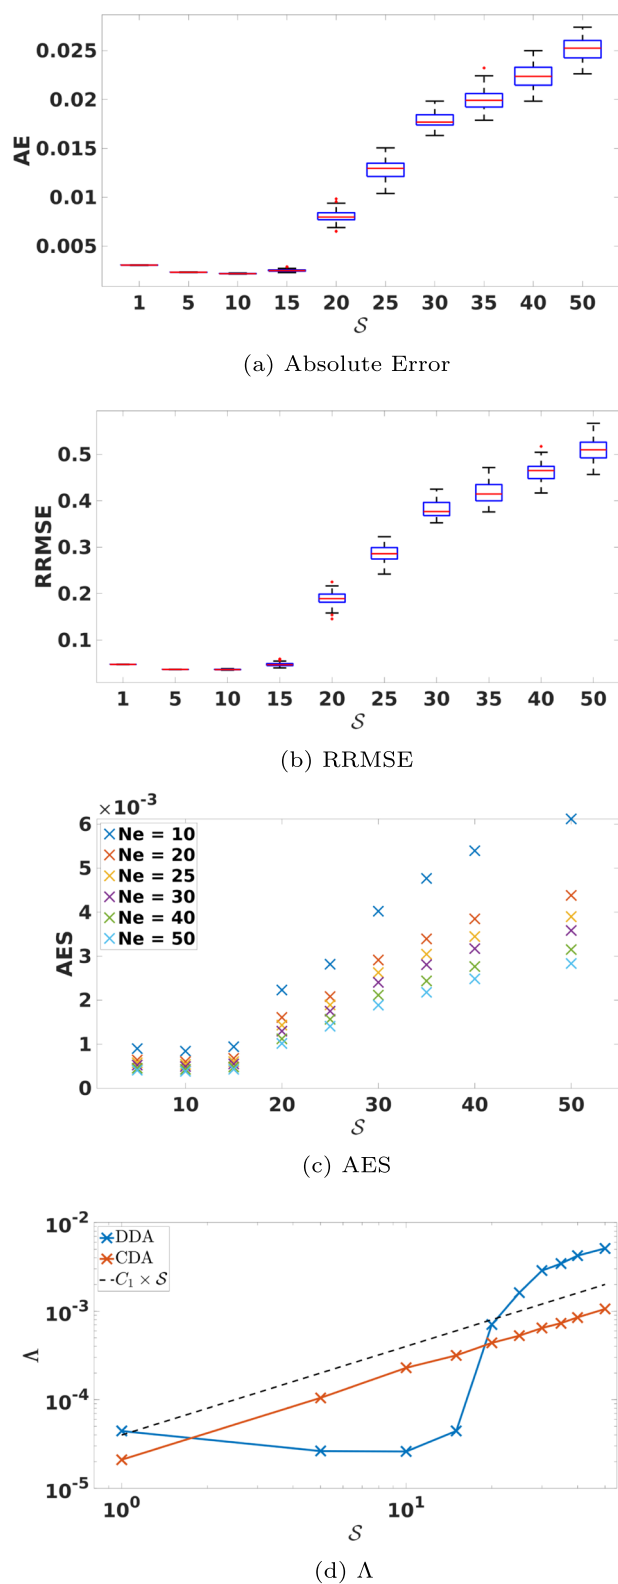 0.025
0.02
0.015
0.01
0.005
AE
1 5 10 15 20 25 30 35 40 50
𝒮
(a) Absolute Error
0.5
0.4
0.3
0.2
0.1
RRMSE
1 5 10 15 20 25 30 35 40 50
𝒮
(b) RRMSE
×10⁻³
6
5
4
3
2
1
0
AES
Ne = 10
Ne = 20
Ne = 25
Ne = 30
Ne = 40
Ne = 50
10 20 30 40 50
𝒮
(c) AES
10⁻²
10⁻³
10⁻⁴
10⁻⁵
Λ
DDA
CDA
C₁ × 𝒮
10⁰ 10¹
𝒮
(d) Λ